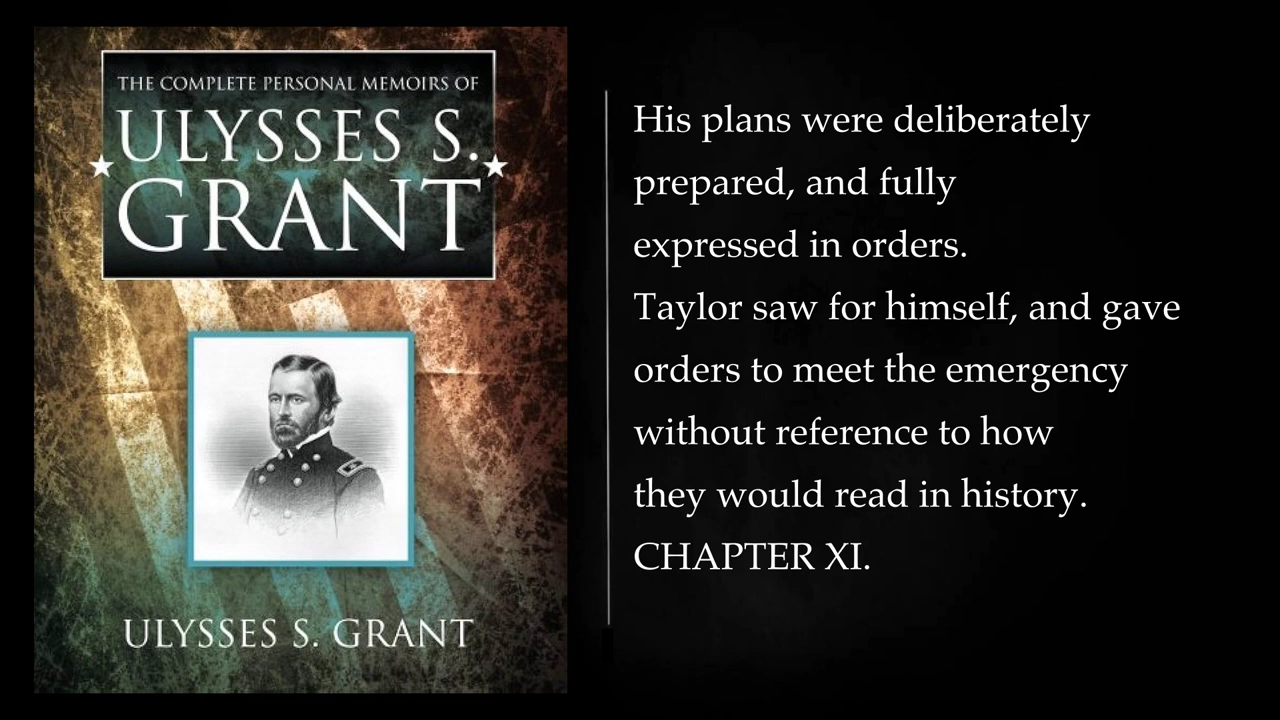 THE COMPLETE PERSONAL MEMOIRS OF
ULYSSES S.
GRANT
ULYSSES S. GRANT
His plans were deliberately
prepared, and fully
expressed in orders.
Taylor saw for himself, and gave
orders to meet the emergency
without reference to how
they would read in history.
CHAPTER XI.